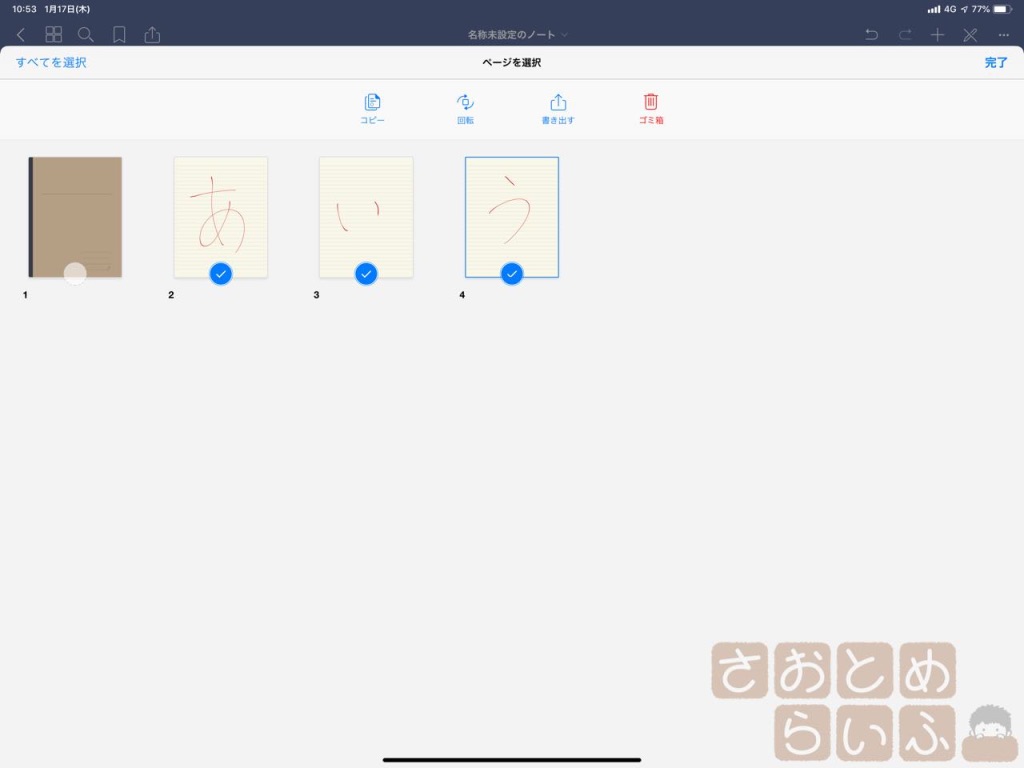 10:53 1月17日(木) 4G 77%
名称未設定のノート
すべてを選択 ページを選択 完了
コピー 回転 書き出す ゴミ箱
あ い う
1 2 3 4
さおとめ
らいふ